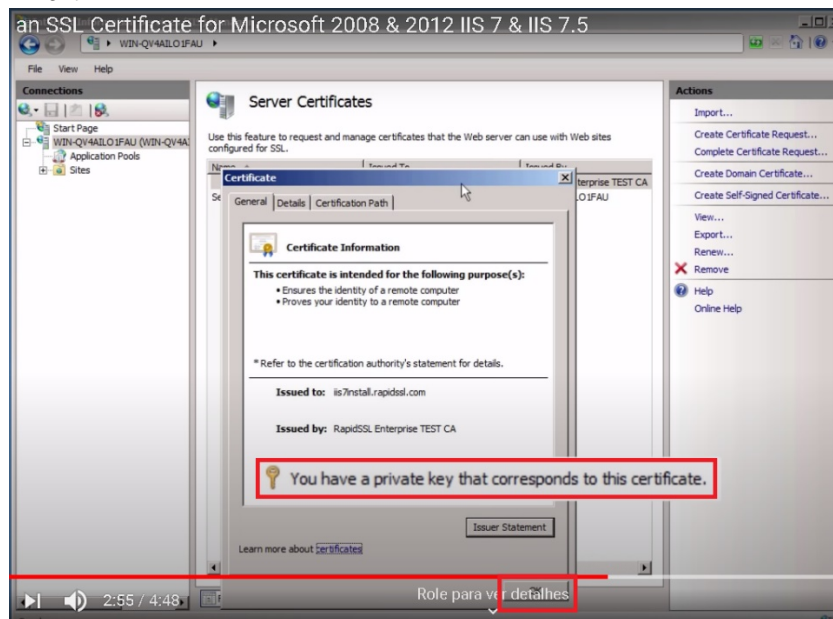 an SSL Certificate for Microsoft 2008 & 2012 IIS 7 & IIS 7.5
WIN-QV4AILO1FAU
File View Help
Connections
Start Page
WIN-QV4AILO1FAU (WIN-QV4A
Application Pools
Sites
Server Certificates
Use this feature to request and manage certificates that the Web server can use with Web sites
configured for SSL.
Name Issued To Issued By
terprise TEST CA
Se
O1FAU
Certificate
General Details Certification Path
Certificate Information
This certificate is intended for the following purpose(s):
• Ensures the identity of a remote computer
• Proves your identity to a remote computer
* Refer to the certification authority's statement for details.
Issued to: iis7install.rapidssl.com
Issued by: RapidSSL Enterprise TEST CA
You have a private key that corresponds to this certificate.
Issuer Statement
Learn more about certificates
Actions
Import...
Create Certificate Request...
Complete Certificate Request...
Create Domain Certificate...
Create Self-Signed Certificate...
View...
Export...
Renew...
Remove
Help
Online Help
2:55 / 4:48
Role para ver detalhes